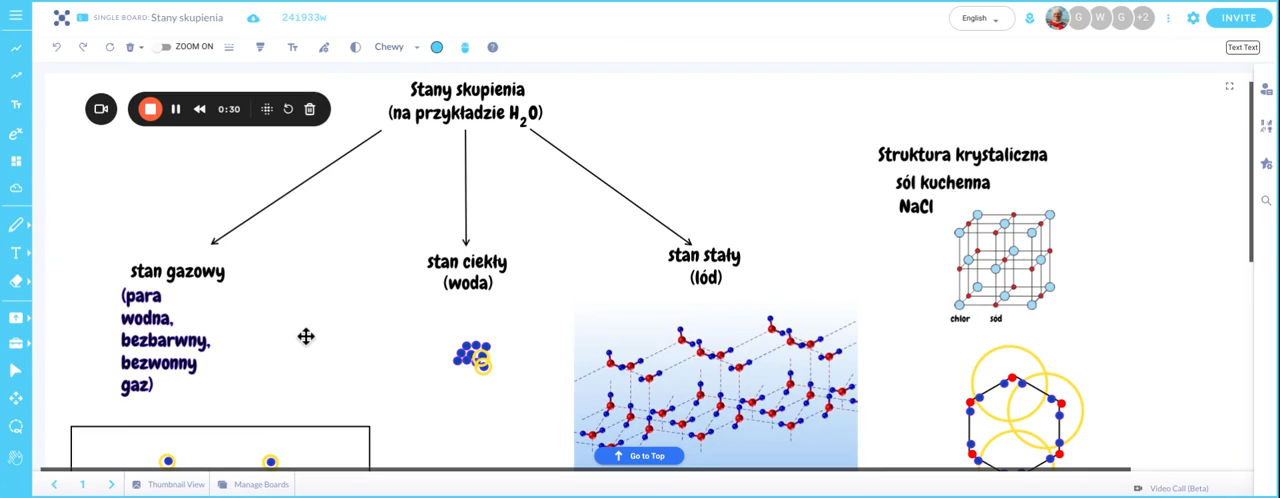 SINGLE BOARD: Stany skupienia
24i933w
English
G
W
G
+2
INVITE
ZOOM ON
Tт
Chewy
Text Text
0:30
Stany skupienia
(na przykładzie H2O)
Struktura krystaliczna
sól kuchenna
NaCl
stan gazowy
(para
wodna,
bezbarwny,
bezwonny
gaz)
stan ciekły
(woda)
stan stały
(lód)
chlor
sód
Go to Top
1
Thumbnail View
Manage Boards
Video Call (Beta)